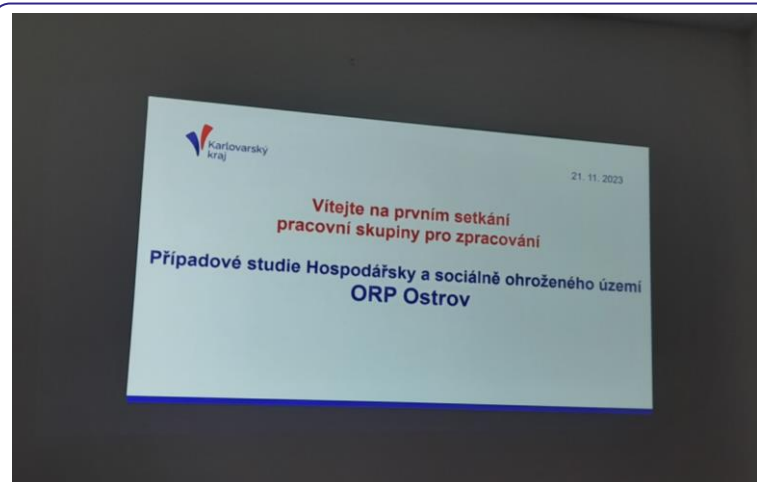 Karlovarský
kraj
21. 11. 2023
Vítejte na prvním setkání
pracovní skupiny pro zpracování
Případové studie Hospodářsky a sociálně ohroženého území
ORP Ostrov